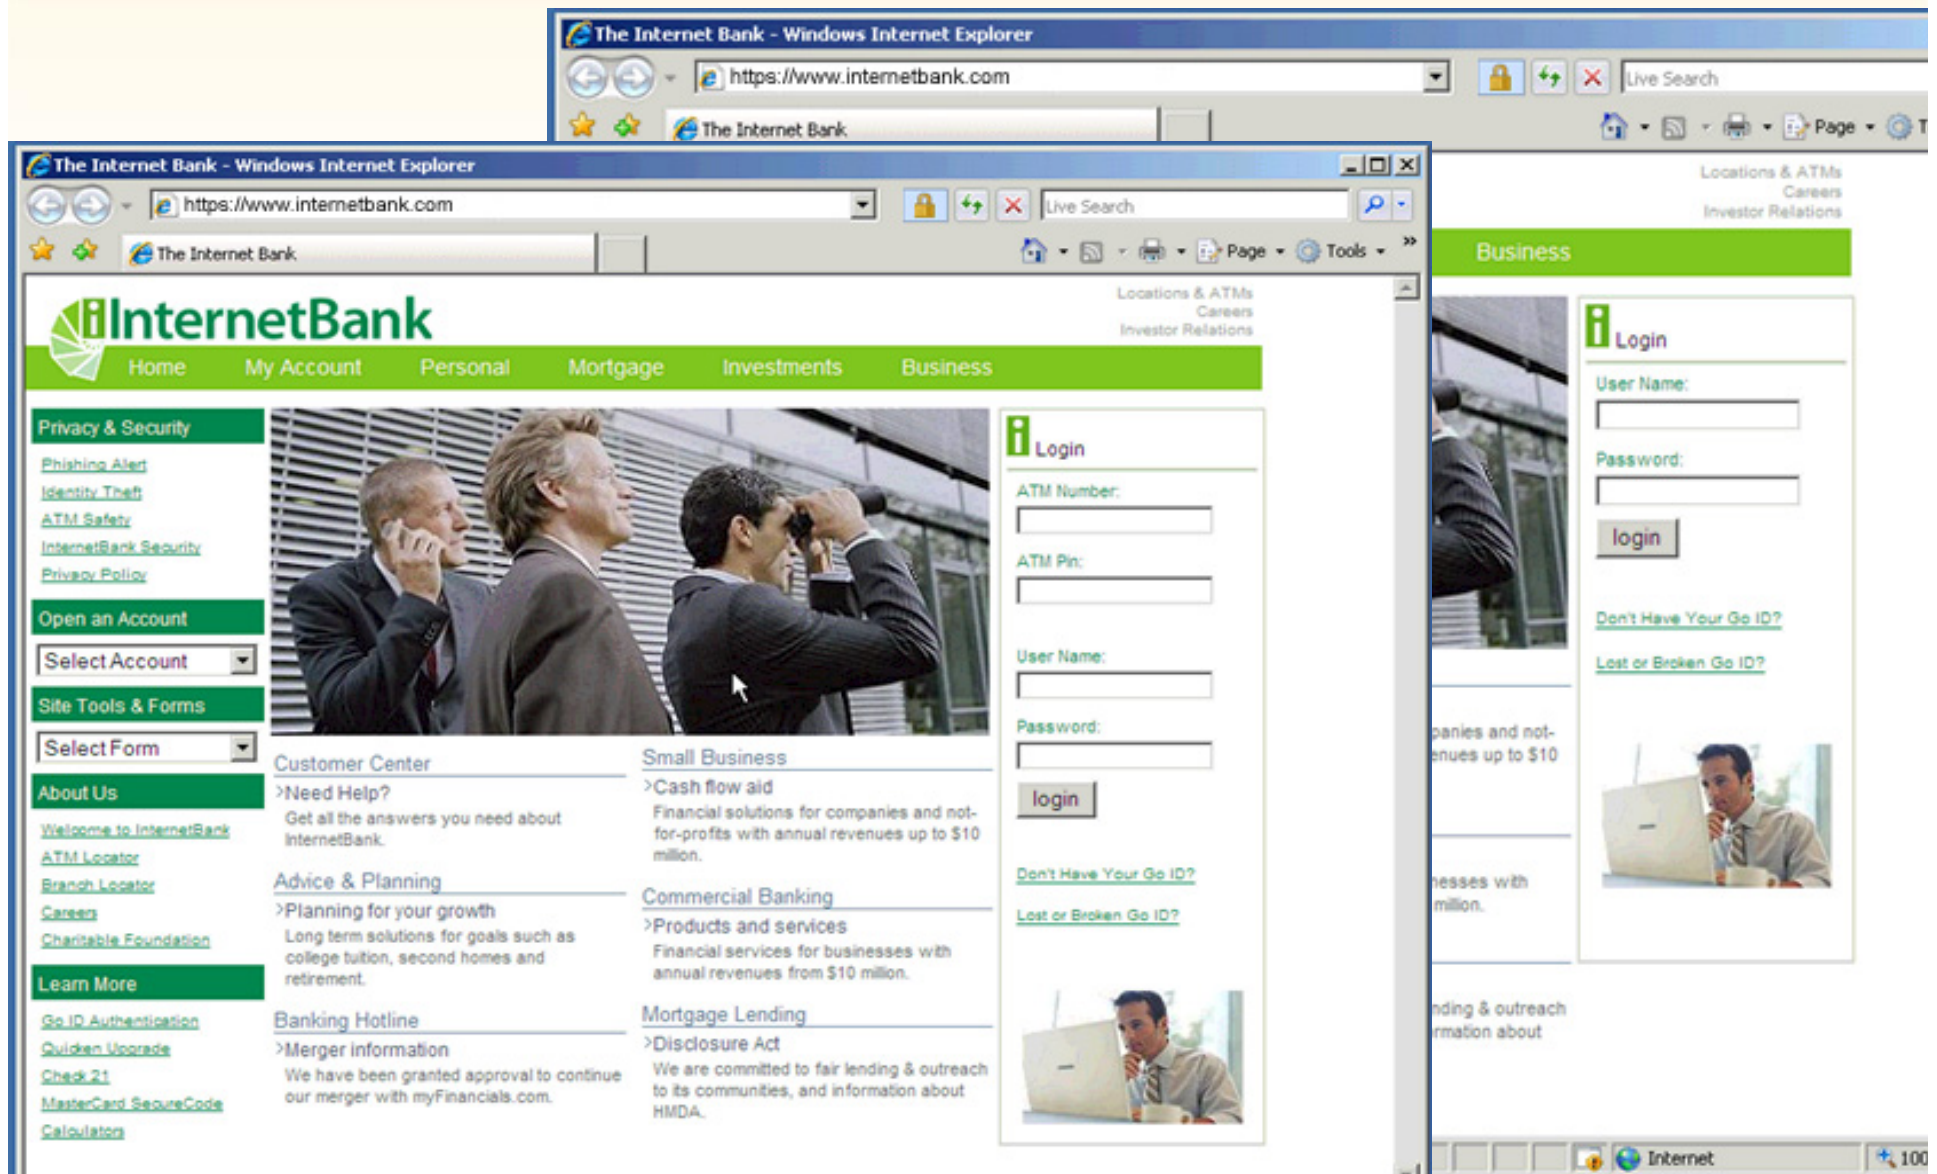 The Internet Bank - Windows Internet Explorer
https://www.internetbank.com
Live Search
The Internet Bank
Page
T
Locations & ATMs
Careers
Investor Relations
Business
Login
User Name:
Password:
login
Don't Have Your Go ID?
Lost or Broken Go ID?
panies and not-
enues up to $10
nesses with
million.
nding & outreach
rmation about
Internet
100
The Internet Bank - Windows Internet Explorer
https://www.internetbank.com
Live Search
The Internet Bank
Page
Tools
InternetBank
Locations & ATMs
Careers
Investor Relations
Home My Account Personal Mortgage Investments Business
Privacy & Security
Phishing Alert
Identity Theft
ATM Safety
InternetBank Security
Privacy Policy
Open an Account
Select Account
Site Tools & Forms
Select Form
About Us
Welcome to InternetBank
ATM Locator
Branch Locator
Careers
Charitable Foundation
Learn More
Go ID Authentication
Quicken Upgrade
Check 21
MasterCard SecureCode
Calculators
Customer Center
>Need Help?
Get all the answers you need about
InternetBank.
Advice & Planning
>Planning for your growth
Long term solutions for goals such as
college tuition, second homes and
retirement.
Banking Hotline
>Merger information
We have been granted approval to continue
our merger with myFinancials.com.
Small Business
>Cash flow aid
Financial solutions for companies and not-
for-profits with annual revenues up to $10
million.
Commercial Banking
>Products and services
Financial services for businesses with
annual revenues from $10 million.
Mortgage Lending
>Disclosure Act
We are committed to fair lending & outreach
to its communities, and information about
HMDA.
Login
ATM Number:
ATM Pin:
User Name:
Password:
login
Don't Have Your Go ID?
Lost or Broken Go ID?